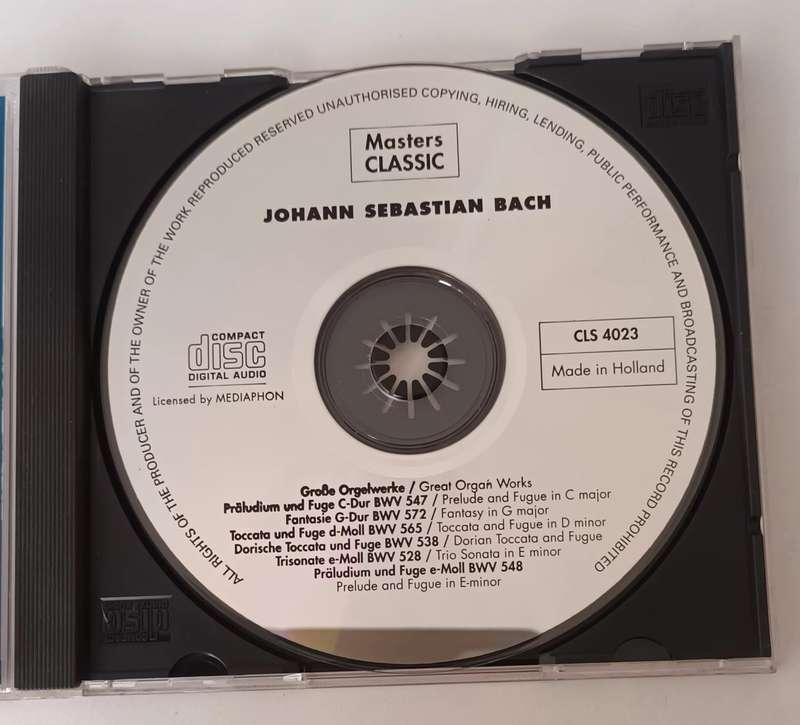 ALL RIGHTS OF THE PRODUCER AND OF THE OWNER OF THE WORK REPRODUCED RESERVED UNAUTHORISED COPYING, HIRING, LENDING, PUBLIC PERFORMANCE AND BROADCASTING OF THIS RECORD PROHIBITED
Masters
CLASSIC
JOHANN SEBASTIAN BACH
COMPACT
disc
DIGITAL AUDIO
Licensed by MEDIAPHON
CLS 4023
Made in Holland
Große Orgelwerke / Great Organ Works
Präludium und Fuge C-Dur BWV 547 / Prelude and Fugue in C major
Fantasie G-Dur BWV 572 / Fantasy in G major
Toccata und Fuge d-Moll BWV 565 / Toccata and Fugue in D minor
Dorische Toccata und Fuge BWV 538 / Dorian Toccata and Fugue
Trisonate e-Moll BWV 528 / Trio Sonata in E minor
Präludium und Fuge e-Moll BWV 548
Prelude and Fugue in E-minor
disc